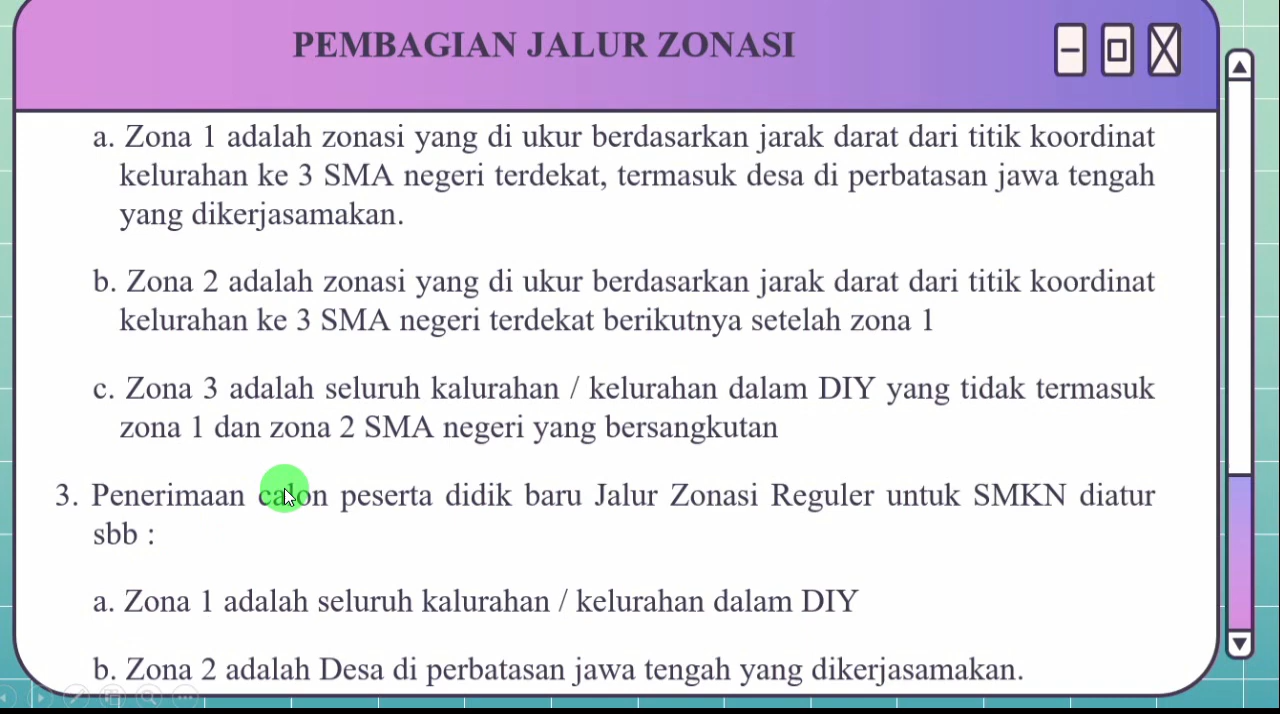 PEMBAGIAN JALUR ZONASI
a. Zona 1 adalah zonasi yang di ukur berdasarkan jarak darat dari titik koordinat
kelurahan ke 3 SMA negeri terdekat, termasuk desa di perbatasan jawa tengah
yang dikerjasamakan.
b. Zona 2 adalah zonasi yang di ukur berdasarkan jarak darat dari titik koordinat
kelurahan ke 3 SMA negeri terdekat berikutnya setelah zona 1
c. Zona 3 adalah seluruh kalurahan / kelurahan dalam DIY yang tidak termasuk
zona 1 dan zona 2 SMA negeri yang bersangkutan
3. Penerimaan calon peserta didik baru Jalur Zonasi Reguler untuk SMKN diatur
sbb :
a. Zona 1 adalah seluruh kalurahan / kelurahan dalam DIY
b. Zona 2 adalah Desa di perbatasan jawa tengah yang dikerjasamakan.